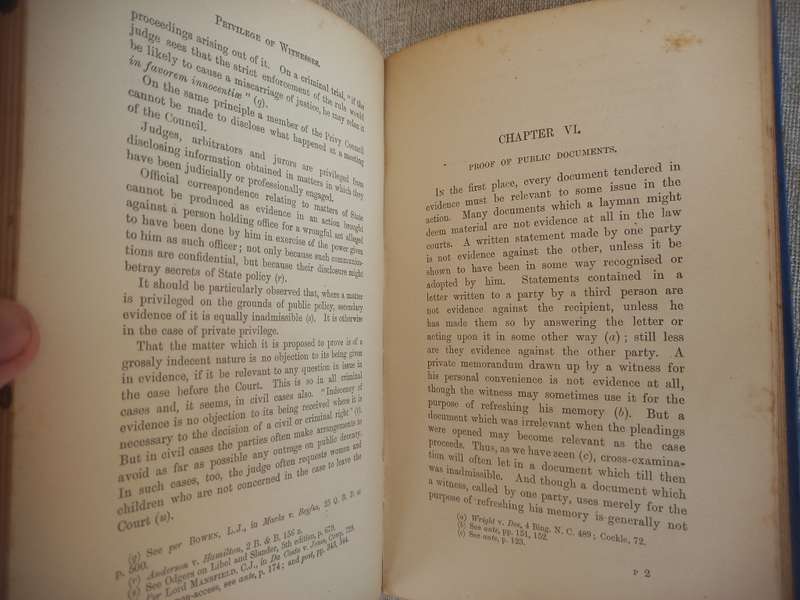 PRIVILEGE OF WITNESSES.
proceedings arising out of it. On a criminal trial, "if the
judge sees that the strict enforcement of the rule would
be likely to cause a miscarriage of justice, he may relax it
in favorem innocentiæ" (q).
On the same principle a member of the Privy Council
cannot be made to disclose what happened at a meeting
of the Council.
Judges, arbitrators and jurors are privileged from
disclosing information obtained in matters in which they
have been judicially or professionally engaged.
Official correspondence relating to matters of State
cannot be produced as evidence in an action brought
against a person holding office for a wrongful act alleged
to have been done by him in exercise of the power given
to him as such officer; not only because such communica-
tions are confidential, but because their disclosure might
betray secrets of State policy (r).
It should be particularly observed that, where a matter
is privileged on the grounds of public policy, secondary
evidence of it is equally inadmissible (s). It is otherwise
in the case of private privilege.
That the matter which it is proposed to prove is of a
grossly indecent nature is no objection to its being given
in evidence, if it be relevant to any question in issue in
the case before the Court. This is so in all criminal
cases and, it seems, in civil cases also. "Indecency of
evidence is no objection to its being received where it is
necessary to the decision of a civil or criminal right" (t).
But in civil cases the parties often make arrangements to
avoid as far as possible any outrage on public decency.
In such cases, too, the judge often requests women and
children who are not concerned in the case to leave the
Court (u).
(q) See per BOWEN, L.J., in Marks v. Beyfus, 25 Q. B. D. at
p. 500.
(r) Anderson v. Hamilton, 2 B. & B. 156 n.
(s) See Odgers on Libel and Slander, 5th edition, p. 679.
(t) Per Lord MANSFIELD, C.J., in Da Costa v. Jones, Cowp. 729.
-access, see ante, p. 174; and post, pp. 343, 344.
CHAPTER VI.
PROOF OF PUBLIC DOCUMENTS.
IN the first place, every document tendered in
evidence must be relevant to some issue in the
action. Many documents which a layman might
deem material are not evidence at all in the law
courts. A written statement made by one party
is not evidence against the other, unless it be
shown to have been in some way recognised or
adopted by him. Statements contained in a
letter written to a party by a third person are
not evidence against the recipient, unless he
has made them so by answering the letter or
acting upon it in some other way (a); still less
are they evidence against the other party. A
private memorandum drawn up by a witness for
his personal convenience is not evidence at all,
though the witness may sometimes use it for the
purpose of refreshing his memory (b). But a
document which was irrelevant when the pleadings
were opened may become relevant as the case
proceeds. Thus, as we have seen (c), cross-examina-
tion will often let in a document which till then
was inadmissible. And though a document which
a witness, called by one party, uses merely for the
purpose of refreshing his memory is generally not
(a) Wright v. Doe, 4 Bing. N. C. 489; Cockle, 72.
(b) See ante, pp. 151, 152.
(c) See ante, p. 123.
P 2